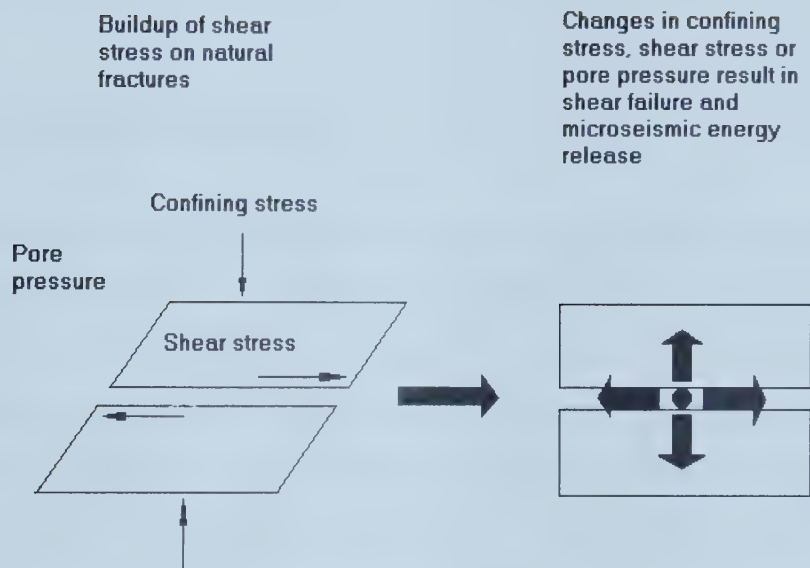 Buildup of shear
stress on natural
fractures
Changes in confining
stress, shear stress or
pore pressure result in
shear failure and
microseismic energy
release
Confining stress
Pore
pressure
Shear stress